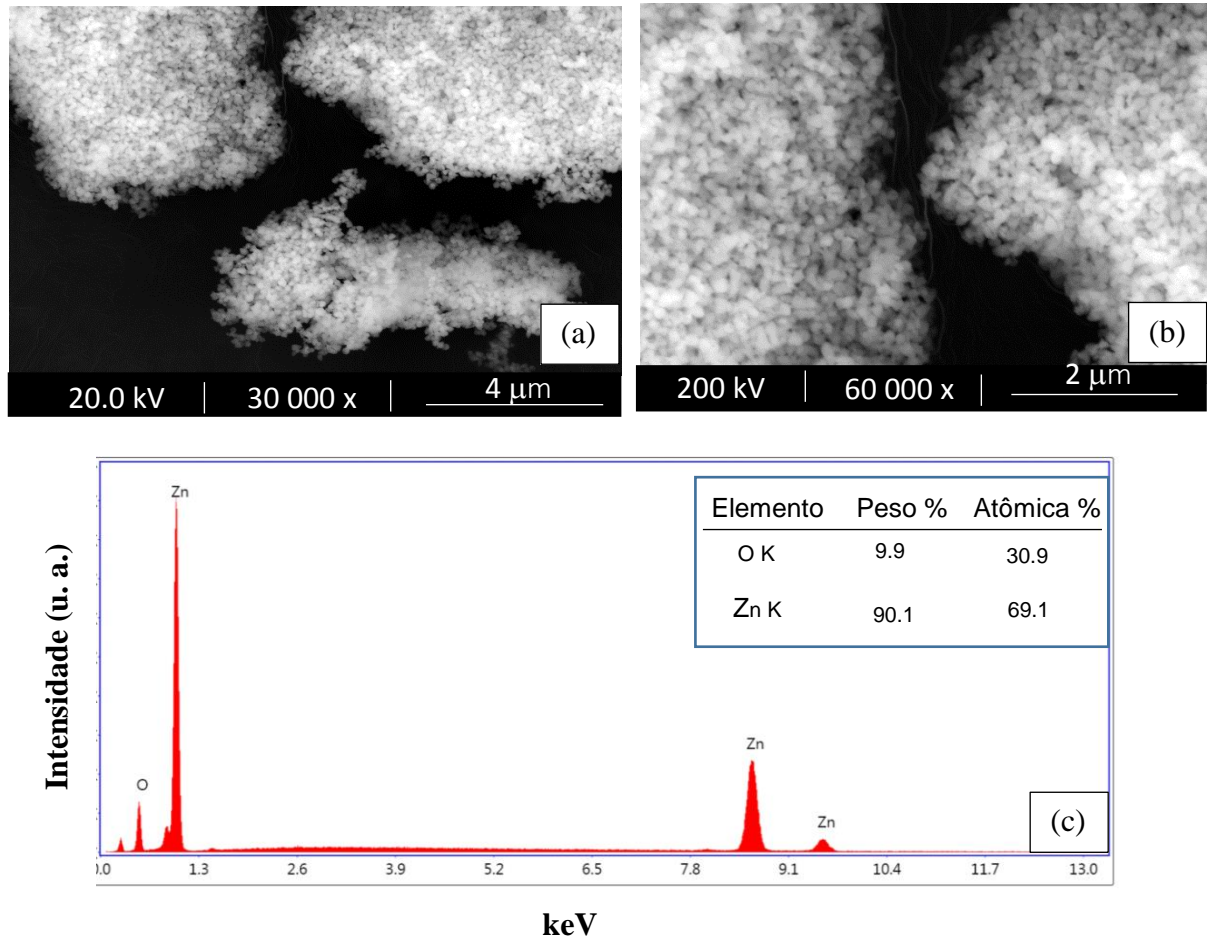 (a)
20.0 kV 30 000 x 4 µm
(b)
200 kV 60 000 x 2 µm
Intensidade (u. a.)
Zn
O
Zn
Zn
Elemento Peso % Atômica %
O K 9.9 30.9
Zn K 90.1 69.1
(c)
0.0 1.3 2.6 3.9 5.2 6.5 7.8 9.1 10.4 11.7 13.0
keV